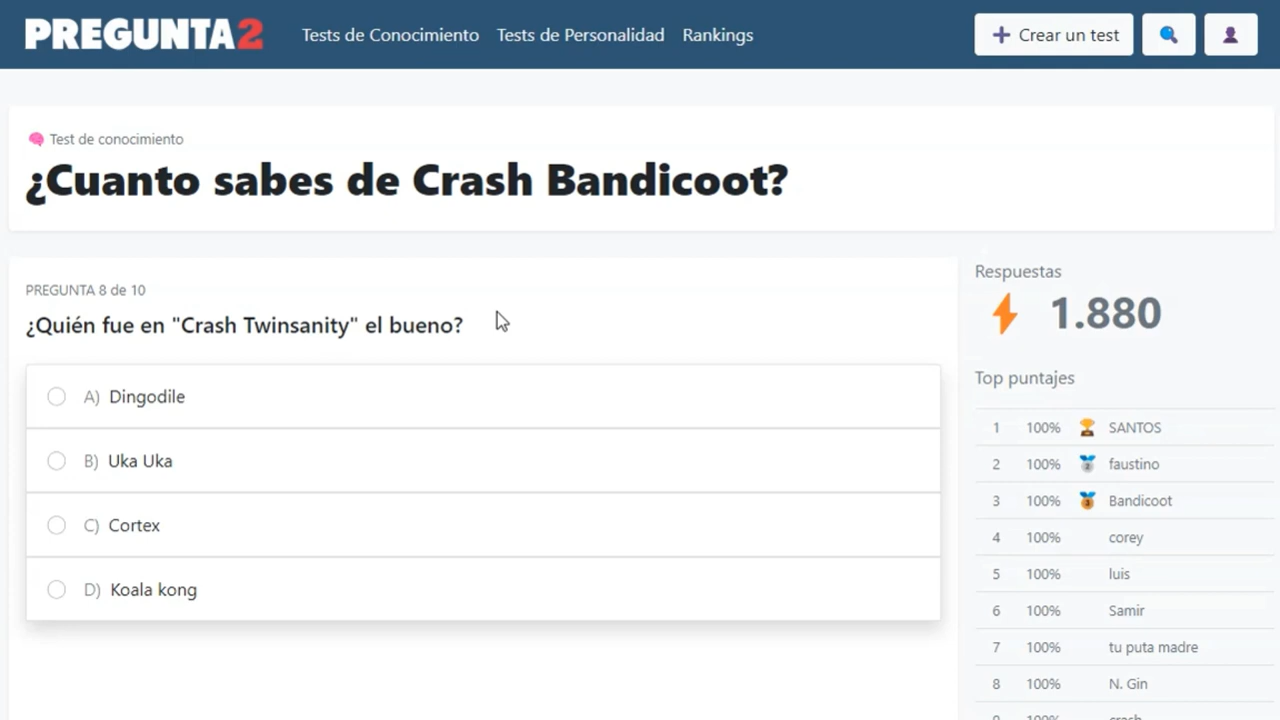 PREGUNTA2
Tests de Conocimiento
Tests de Personalidad
Rankings
Crear un test
Test de conocimiento
¿Cuanto sabes de Crash Bandicoot?
PREGUNTA 8 de 10
¿Quién fue en "Crash Twinsanity" el bueno?
A) Dingodile
B) Uka Uka
C) Cortex
D) Koala kong
Respuestas
1.880
Top puntajes
1 100% SANTOS
2 100% faustino
3 100% Bandicoot
4 100% corey
5 100% luis
6 100% Samir
7 100% tu puta madre
8 100% N. Gin
9 100% crash